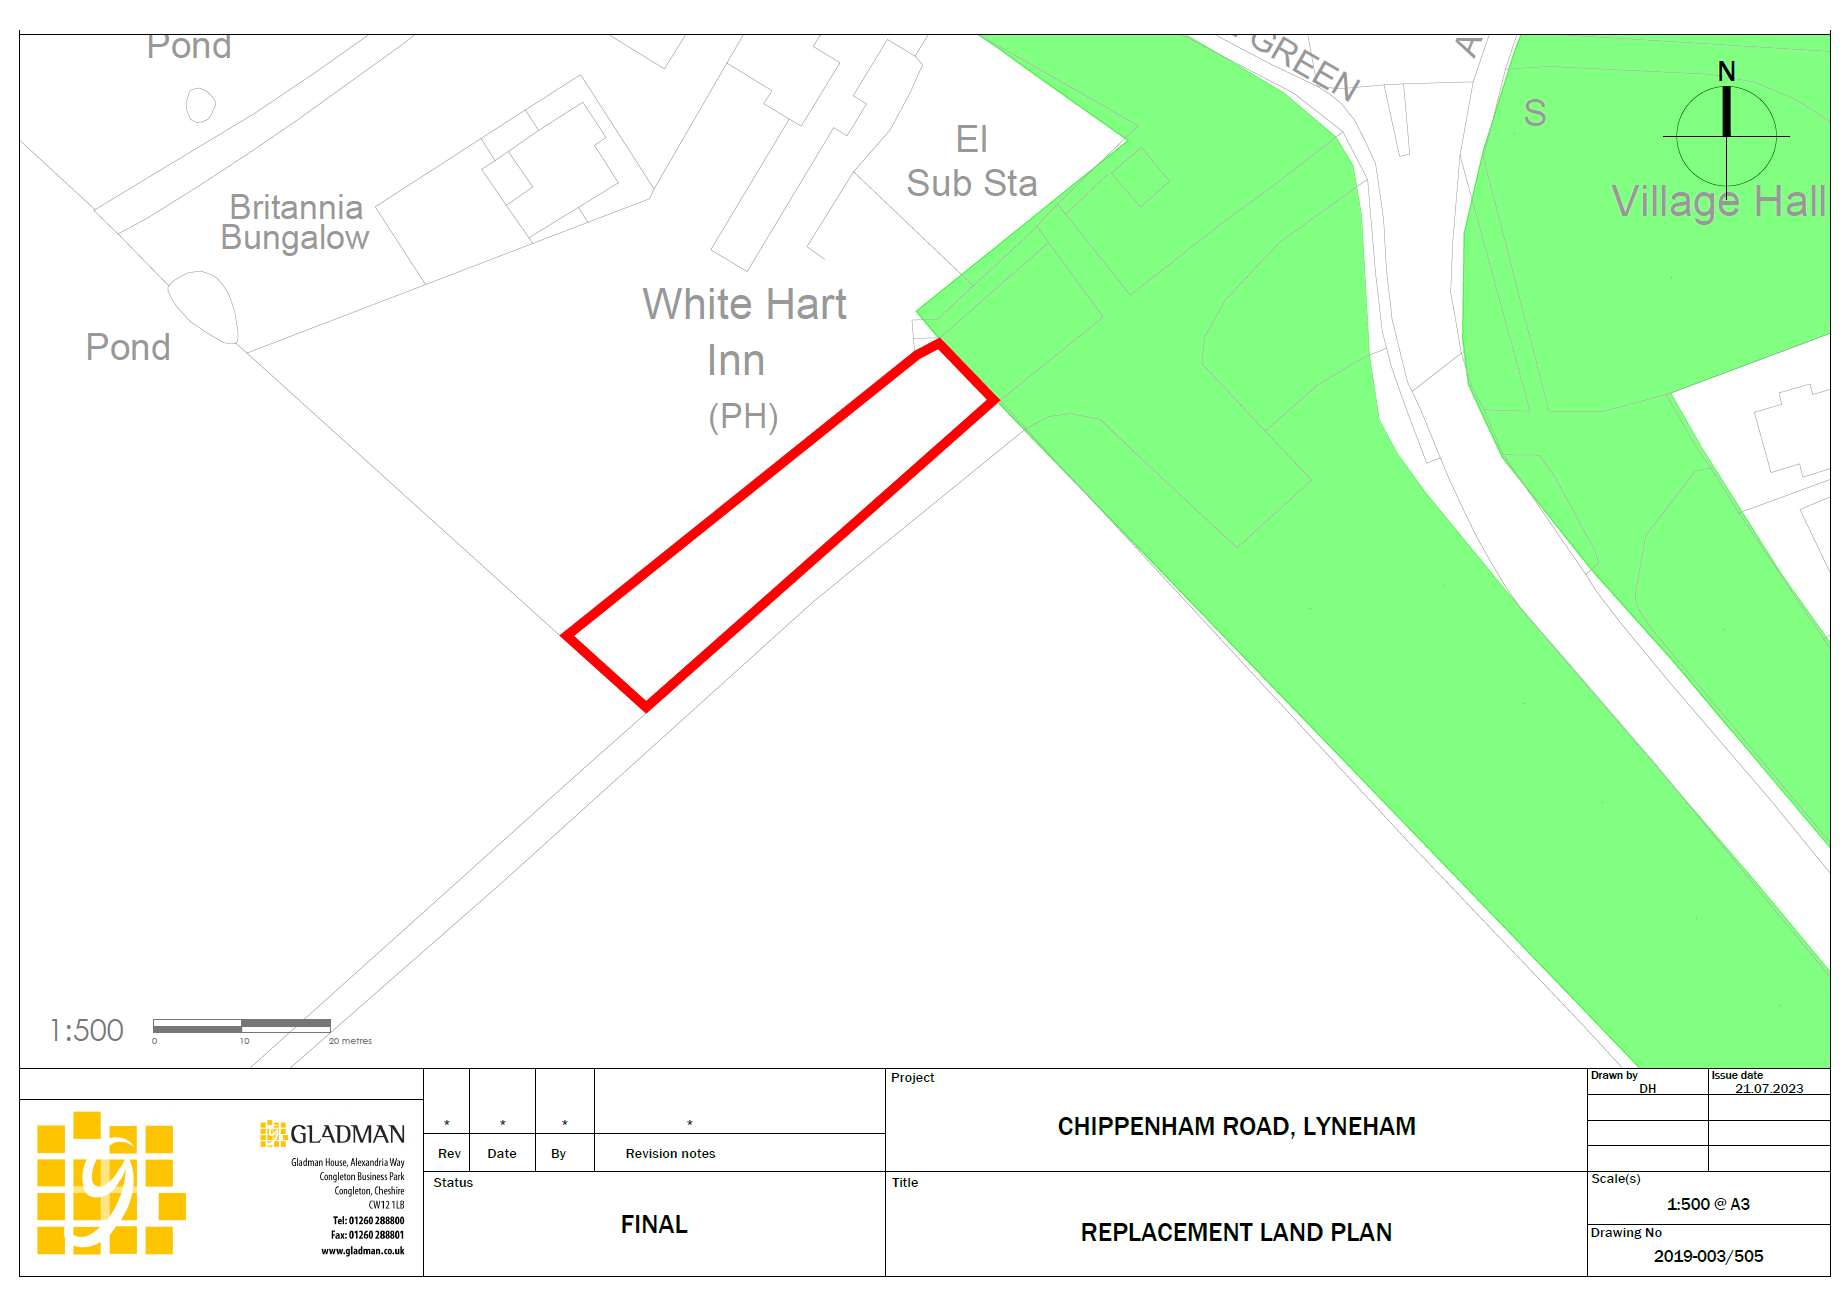 Pond
GREEN
A
N
S
El
Sub Sta
Village Hall
Britannia
Bungalow
White Hart
Inn
(PH)
Pond
1:500
0 10 20 metres
GLADMAN
Gladman House, Alexandria Way
Congleton Business Park
Congleton, Cheshire
CW12 1LB
Tel: 01260 288800
Fax: 01260 288801
www.gladman.co.uk
* * * *
Rev Date By Revision notes
Status
FINAL
Project
CHIPPENHAM ROAD, LYNEHAM
Title
REPLACEMENT LAND PLAN
Drawn by Issue date
DH 21.07.2023
Scale(s)
1:500 @ A3
Drawing No
2019-003/505